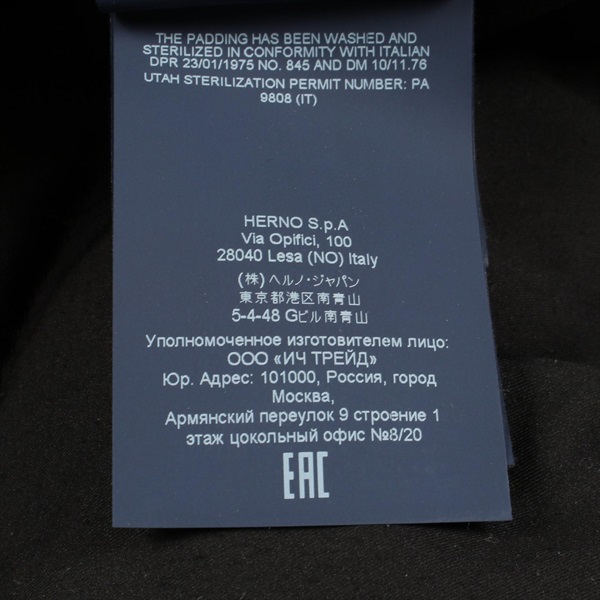 THE PADDING HAS BEEN WASHED AND
STERILIZED IN CONFORMITY WITH ITALIAN
DPR 23/01/1975 NO. 845 AND DM 10/11.76
UTAH STERILIZATION PERMIT NUMBER: PA
9808 (IT)
HERNO S.p.A
Via Opifici, 100
28040 Lesa (NO) Italy
(株)ヘルノ・ジャパン
東京都港区南青山
5-4-48 Gビル南青山
Уполномоченное изготовителем лицо:
ООО «ИЧ ТРЕЙД»
Юр. Адрес: 101000, Россия, город
Москва,
Армянский переулок 9 строение 1
этаж цокольный офис №8/20
EAC